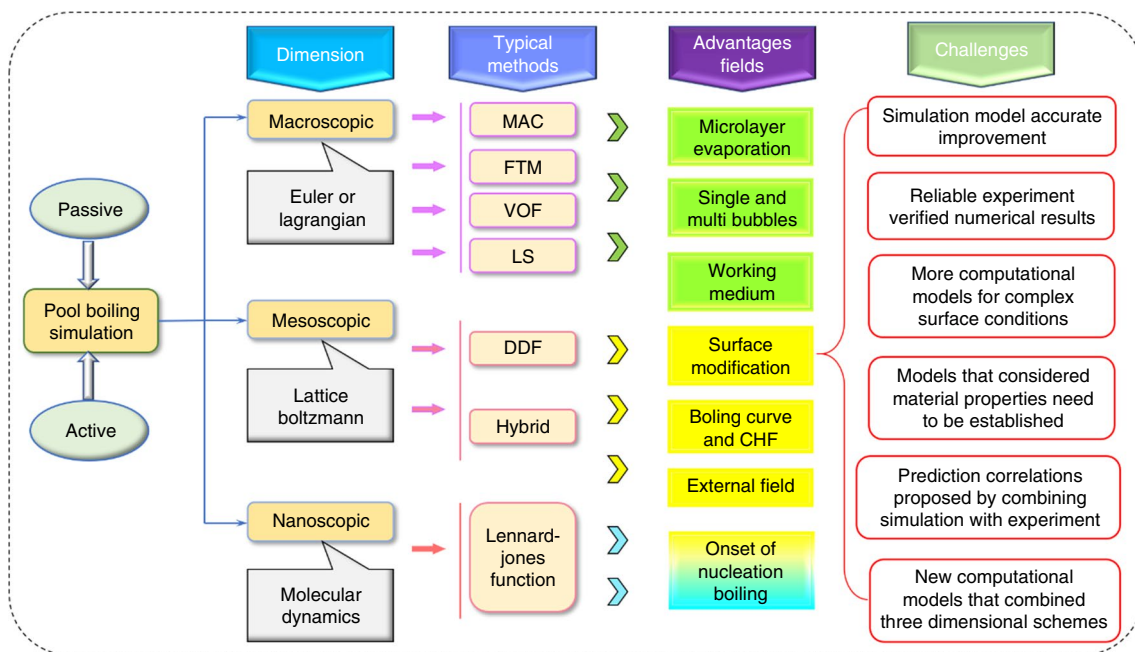 Dimension
Typical
methods
Advantages
fields
Challenges
Passive
Pool boiling
simulation
Active
Macroscopic
Euler or
lagrangian
Mesoscopic
Lattice
boltzmann
Nanoscopic
Molecular
dynamics
MAC
FTM
VOF
LS
DDF
Hybrid
Lennard-
jones
function
Microlayer
evaporation
Single and
multi bubbles
Working
medium
Surface
modification
Boling curve
and CHF
External field
Onset of
nucleation
boiling
Simulation model accurate
improvement
Reliable experiment
verified numerical results
More computational
models for complex
surface conditions
Models that considered
material properties need
to be established
Prediction correlations
proposed by combining
simulation with experiment
New computational
models that combined
three dimensional schemes